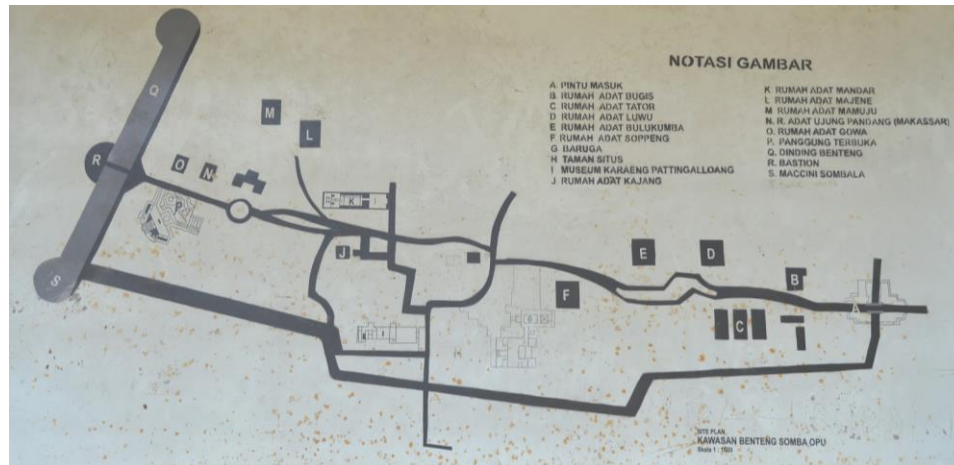 NOTASI GAMBAR
A. PINTU MASUK
B. RUMAH ADAT BUGIS
C RUMAH ADAT TATOR
D RUMAH ADAT LUWU
E RUMAH ADAT BULUKUMBA
F RUMAH ADAT SOPPENG
G BARUGA
H TAMAN SITUS
I MUSEUM KARAENG PATTINGALLOANG
J RUMAH ADAT KAJANG
K RUMAH ADAT MANDAR
L RUMAH ADAT MAJENE
M RUMAH ADAT MAMUJU
N. R. ADAT UJUNG PANDANG (MAKASSAR)
O. RUMAH ADAT GOWA
P. PANGGUNG TERBUKA
Q. DINDING BENTENG
R. BASTION
S. MACCINI SOMBALA
Q
M
L
R
O
N
P
K
J
S
E
D
F
B
C
A
SITE PLAN
KAWASAN BENTENG SOMBA OPU
Skala 1 :